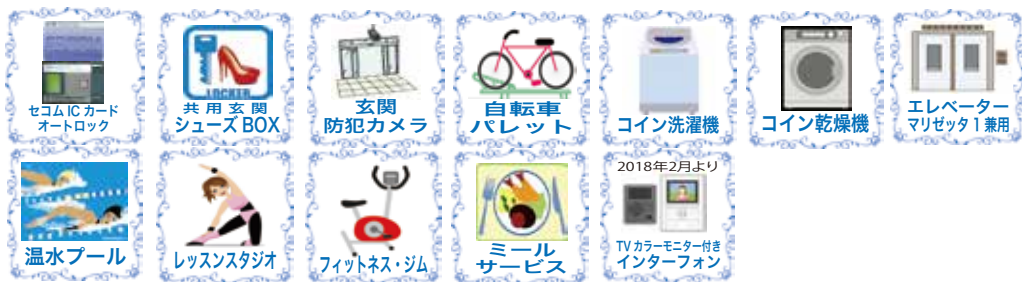 セコム IC カード
オートロック
LOCKER
共用玄関
シューズ BOX
玄関
防犯カメラ
自転車
パレット
コイン洗濯機
コイン乾燥機
エレベーター
マリゼッタ 1 兼用
温水プール
レッスンスタジオ
フィットネス・ジム
ミール
サービス
2018年2月より
TV カラーモニター付き
インターフォン